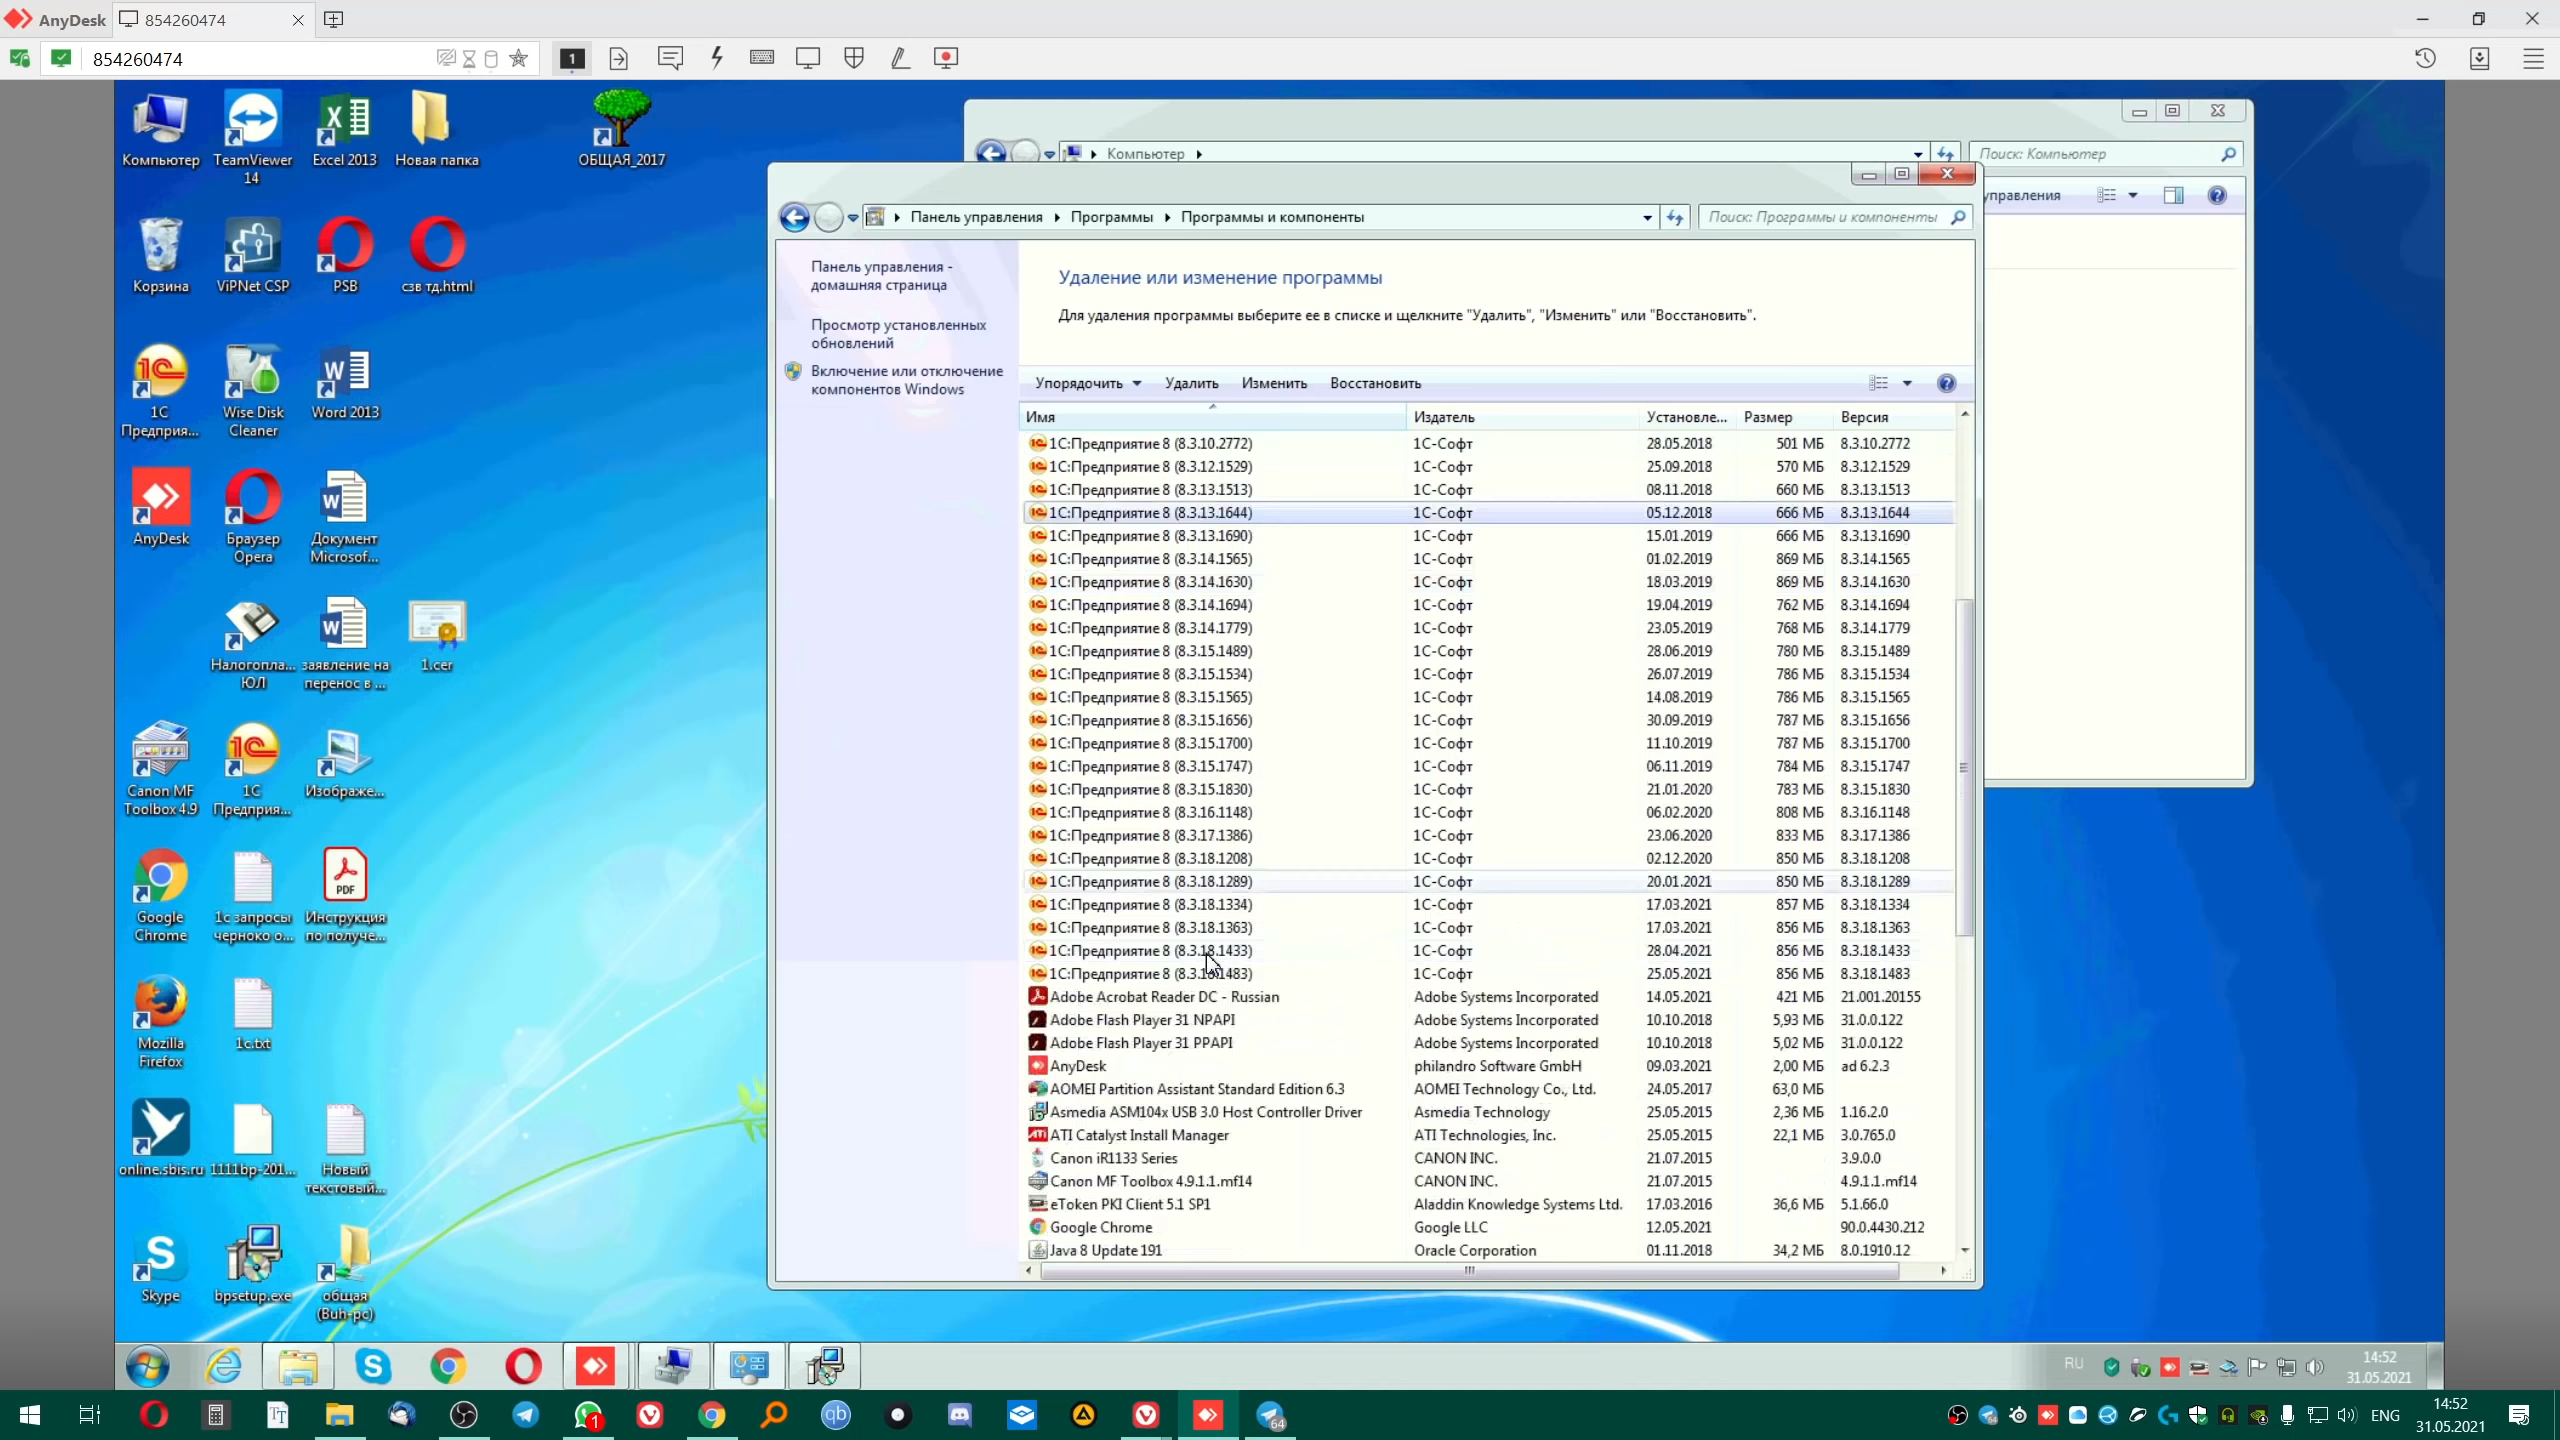 AnyDesk
854260474
854260474
1
Компьютер
TeamViewer
14
Excel 2013
Новая папка
ОБЩАЯ_2017
Корзина
ViPNet CSP
PSB
сзв тд.html
1С
Предприя...
Wise Disk
Cleaner
Word 2013
AnyDesk
Браузер
Opera
Документ
Microsof...
Налогопла...
ЮЛ
заявление на
перенос в ...
1.cer
Canon MF
Toolbox 4.9
1С
Предприя...
Изображе...
Google
Chrome
1с запросы
черноко о...
PDF
Инструкция
по получе...
Mozilla
Firefox
1c.txt
online.sbis.ru
1111bp-201...
Новый
текстовый...
Skype
bpsetup.exe
общая
(Buh-pc)
Компьютер
Поиск: Компьютер
управления
Панель управления
Программы
Программы и компоненты
Поиск: Программы и компоненты
Панель управления -
домашняя страница
Просмотр установленных
обновлений
Включение или отключение
компонентов Windows
Удаление или изменение программы
Для удаления программы выберите ее в списке и щелкните "Удалить", "Изменить" или "Восстановить".
Упорядочить Удалить Изменить Восстановить
Имя Издатель Установле... Размер Версия
1С:Предприятие 8 (8.3.10.2772) 1С-Софт 28.05.2018 501 МБ 8.3.10.2772
1С:Предприятие 8 (8.3.12.1529) 1С-Софт 25.09.2018 570 МБ 8.3.12.1529
1С:Предприятие 8 (8.3.13.1513) 1С-Софт 08.11.2018 660 МБ 8.3.13.1513
1С:Предприятие 8 (8.3.13.1644) 1С-Софт 05.12.2018 666 МБ 8.3.13.1644
1С:Предприятие 8 (8.3.13.1690) 1С-Софт 15.01.2019 666 МБ 8.3.13.1690
1С:Предприятие 8 (8.3.14.1565) 1С-Софт 01.02.2019 869 МБ 8.3.14.1565
1С:Предприятие 8 (8.3.14.1630) 1С-Софт 18.03.2019 869 МБ 8.3.14.1630
1С:Предприятие 8 (8.3.14.1694) 1С-Софт 19.04.2019 762 МБ 8.3.14.1694
1С:Предприятие 8 (8.3.14.1779) 1С-Софт 23.05.2019 768 МБ 8.3.14.1779
1С:Предприятие 8 (8.3.15.1489) 1С-Софт 28.06.2019 780 МБ 8.3.15.1489
1С:Предприятие 8 (8.3.15.1534) 1С-Софт 26.07.2019 786 МБ 8.3.15.1534
1С:Предприятие 8 (8.3.15.1565) 1С-Софт 14.08.2019 786 МБ 8.3.15.1565
1С:Предприятие 8 (8.3.15.1656) 1С-Софт 30.09.2019 787 МБ 8.3.15.1656
1С:Предприятие 8 (8.3.15.1700) 1С-Софт 11.10.2019 787 МБ 8.3.15.1700
1С:Предприятие 8 (8.3.15.1747) 1С-Софт 06.11.2019 784 МБ 8.3.15.1747
1С:Предприятие 8 (8.3.15.1830) 1С-Софт 21.01.2020 783 МБ 8.3.15.1830
1С:Предприятие 8 (8.3.16.1148) 1С-Софт 06.02.2020 808 МБ 8.3.16.1148
1С:Предприятие 8 (8.3.17.1386) 1С-Софт 23.06.2020 833 МБ 8.3.17.1386
1С:Предприятие 8 (8.3.18.1208) 1С-Софт 02.12.2020 850 МБ 8.3.18.1208
1С:Предприятие 8 (8.3.18.1289) 1С-Софт 20.01.2021 850 МБ 8.3.18.1289
1С:Предприятие 8 (8.3.18.1334) 1С-Софт 17.03.2021 857 МБ 8.3.18.1334
1С:Предприятие 8 (8.3.18.1363) 1С-Софт 17.03.2021 856 МБ 8.3.18.1363
1С:Предприятие 8 (8.3.18.1433) 1С-Софт 28.04.2021 856 МБ 8.3.18.1433
1С:Предприятие 8 (8.3.18.1483) 1С-Софт 25.05.2021 856 МБ 8.3.18.1483
Adobe Acrobat Reader DC - Russian Adobe Systems Incorporated 14.05.2021 421 МБ 21.001.20155
Adobe Flash Player 31 NPAPI Adobe Systems Incorporated 10.10.2018 5,93 МБ 31.0.0.122
Adobe Flash Player 31 PPAPI Adobe Systems Incorporated 10.10.2018 5,02 МБ 31.0.0.122
AnyDesk philandro Software GmbH 09.03.2021 2,00 МБ ad 6.2.3
AOMEI Partition Assistant Standard Edition 6.3 AOMEI Technology Co., Ltd. 24.05.2017 63,0 МБ
Asmedia ASM104x USB 3.0 Host Controller Driver Asmedia Technology 25.05.2015 2,36 МБ 1.16.2.0
ATI Catalyst Install Manager ATI Technologies, Inc. 25.05.2015 22,1 МБ 3.0.765.0
Canon iR1133 Series CANON INC. 21.07.2015 3.9.0.0
Canon MF Toolbox 4.9.1.1.mf14 CANON INC. 21.07.2015 4.9.1.1.mf14
eToken PKI Client 5.1 SP1 Aladdin Knowledge Systems Ltd. 17.03.2016 36,6 МБ 5.1.66.0
Google Chrome Google LLC 12.05.2021 90.0.4430.212
Java 8 Update 191 Oracle Corporation 01.11.2018 34,2 МБ 8.0.1910.12
RU
14:52
31.05.2021
1
qb
64
ENG
14:52
31.05.2021